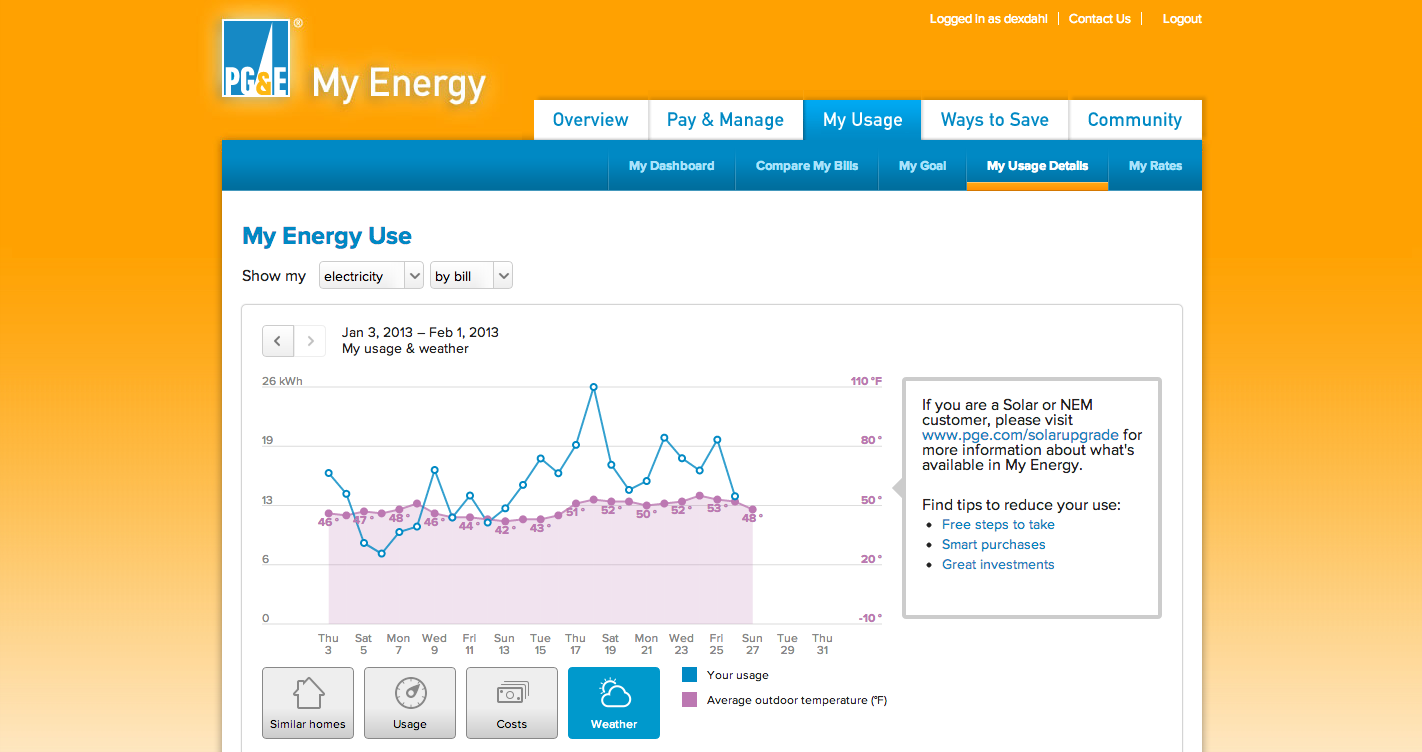 Logged in as dexdahl
Contact Us
Logout
PG&E
®
My Energy
Overview
Pay & Manage
My Usage
Ways to Save
Community
My Dashboard
Compare My Bills
My Goal
My Usage Details
My Rates
My Energy Use
Show my
electricity
by bill
Jan 3, 2013 – Feb 1, 2013
My usage & weather
26 kWh
110 °F
19
80 °
13
50 °
6
20 °
0
-10 °
46 °
47 °
48 °
46 °
44 °
42 °
43 °
51 °
52 °
50 °
52 °
53 °
48 °
Thu Sat Mon Wed Fri Sun Tue Thu Sat Mon Wed Fri Sun Tue Thu
3 5 7 9 11 13 15 17 19 21 23 25 27 29 31
If you are a Solar or NEM
customer, please visit
www.pge.com/solarupgrade for
more information about what's
available in My Energy.
Find tips to reduce your use:
Free steps to take
Smart purchases
Great investments
Similar homes
Usage
Costs
Weather
Your usage
Average outdoor temperature (°F)